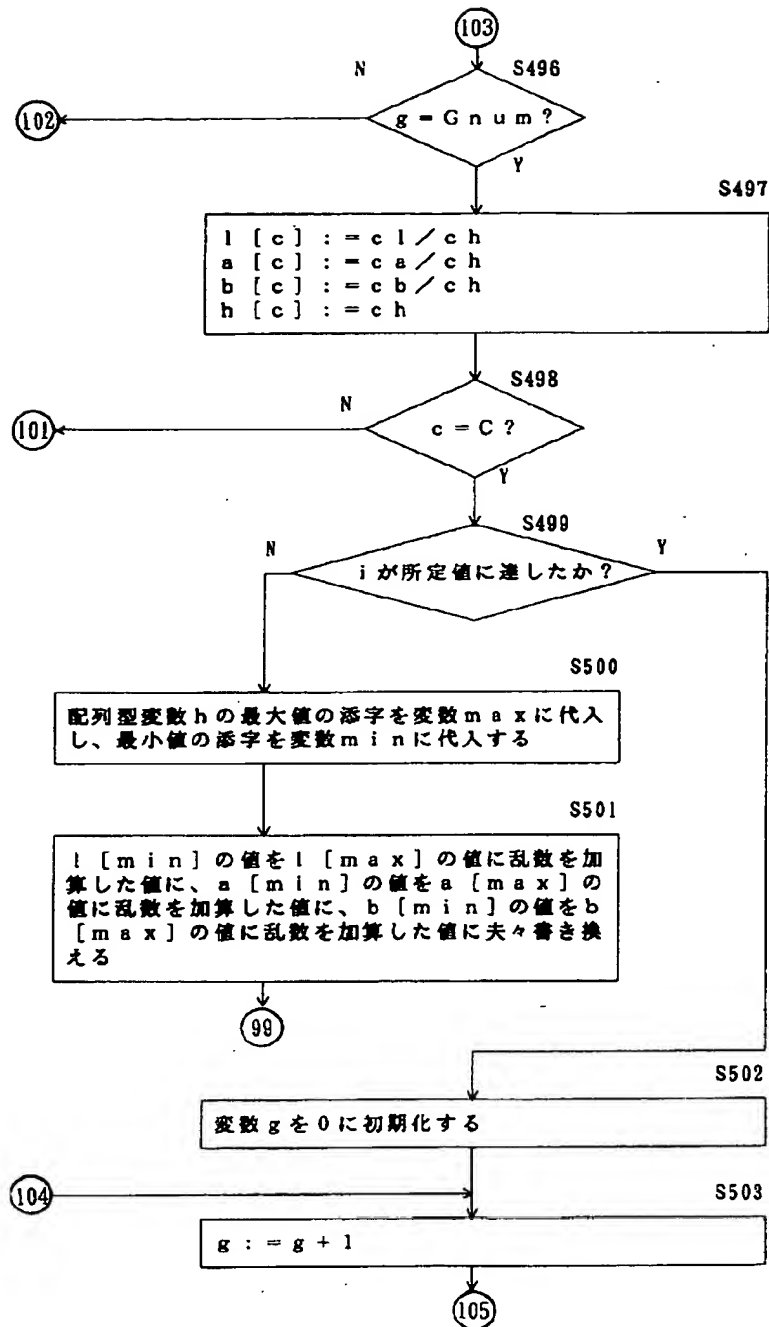 103
N
S496
102
g=Gnum?
Y
S497
l[c]:=cl/ch
a[c]:=ca/ch
b[c]:=cb/ch
h[c]:=ch
S498
N
101
c=C?
Y
S499
N
Y
iが所定値に達したか?
S500
配列型変数hの最大値の添字を変数maxに代入
し、最小値の添字を変数minに代入する
S501
l[min]の値をl[max]の値に乱数を加
算した値に、a[min]の値をa[max]の
値に乱数を加算した値に、b[min]の値をb
[max]の値に乱数を加算した値に夫々書き換
える
99
S502
変数gを0に初期化する
104
S503
g:=g+1
105